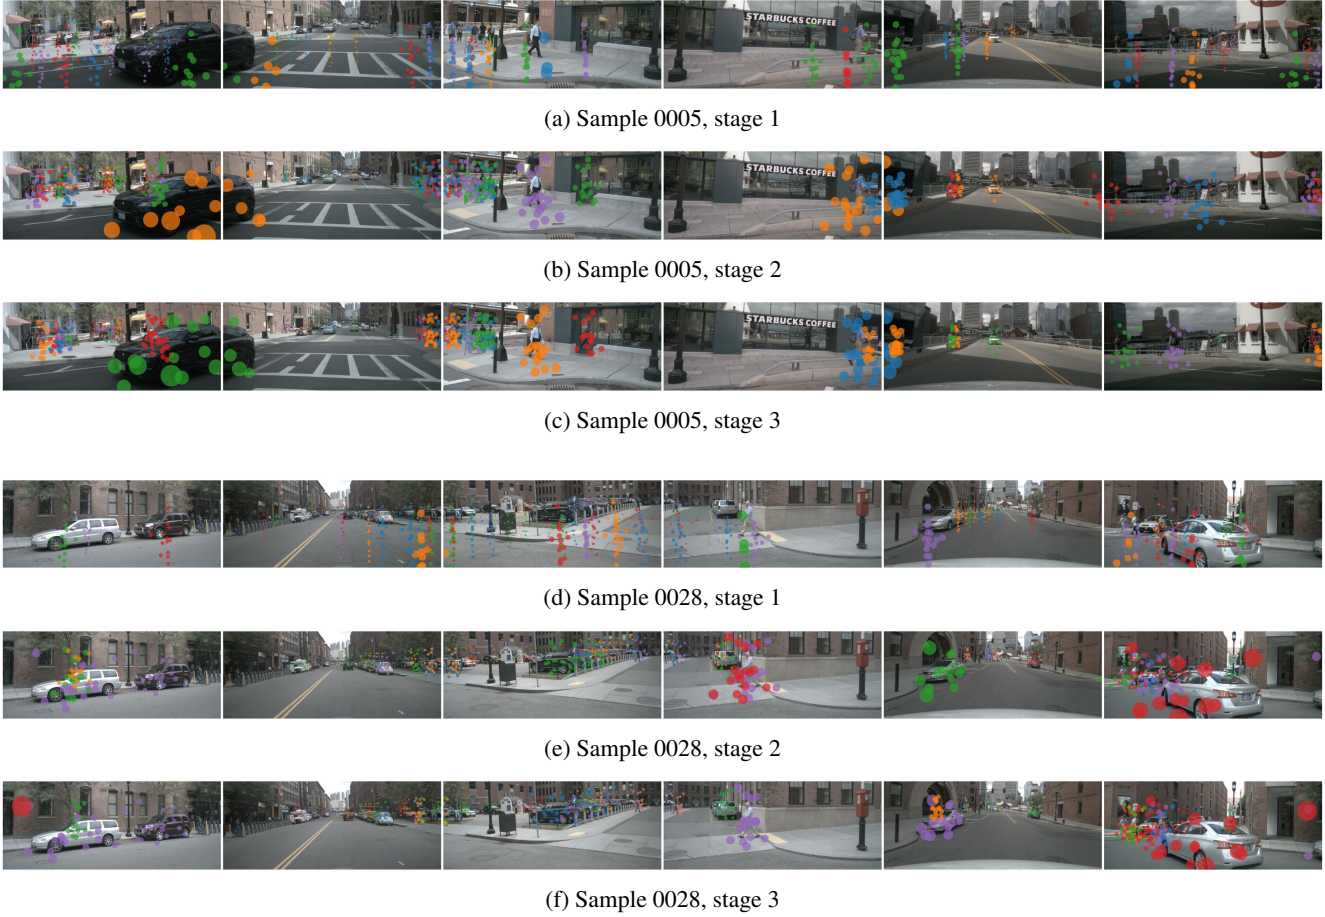 STARBUCKS COFFEE
(a) Sample 0005, stage 1
STARBUCKS COFFEE
(b) Sample 0005, stage 2
STARBUCKS COFFEE
(c) Sample 0005, stage 3
(d) Sample 0028, stage 1
(e) Sample 0028, stage 2
(f) Sample 0028, stage 3